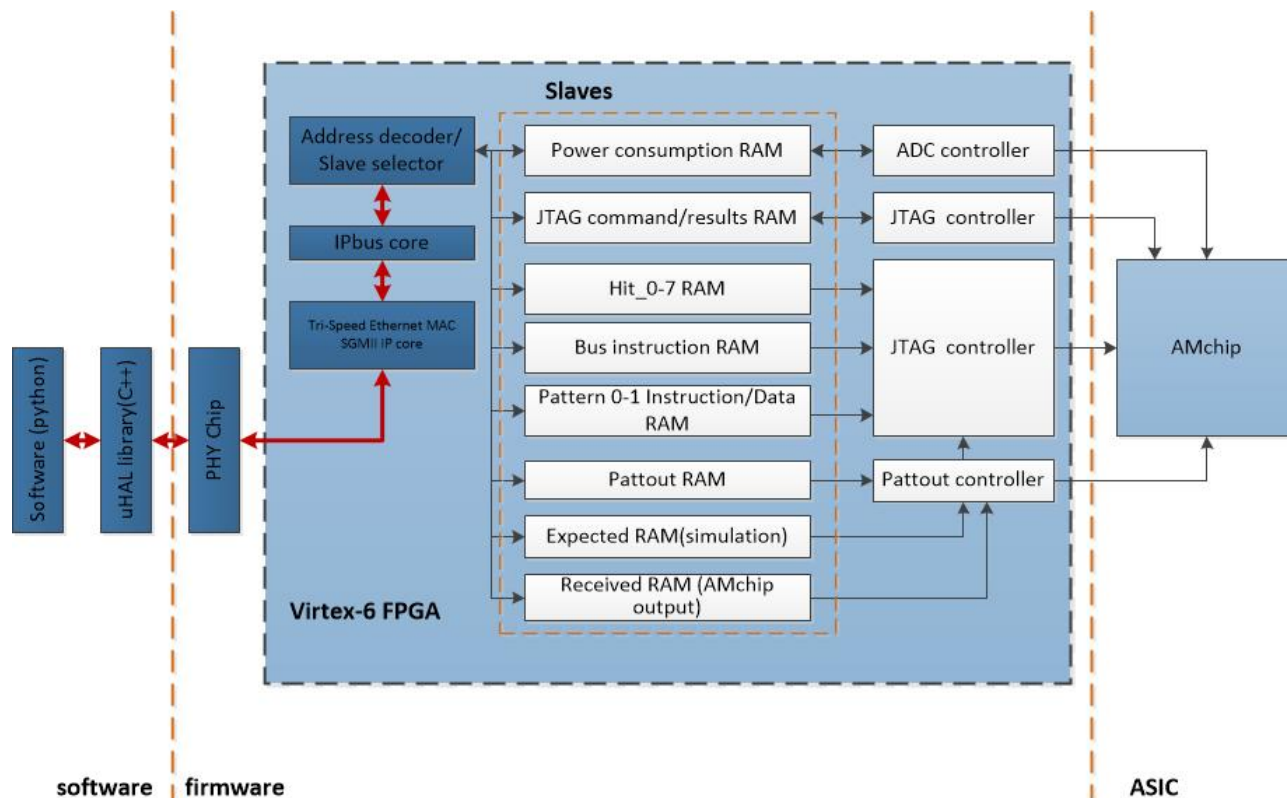 Slaves
Address decoder/
Slave selector
IPbus core
Tri-Speed Ethernet MAC
SGMII IP core
Software (python)
uHAL library(C++)
PHY Chip
Power consumption RAM
JTAG command/results RAM
Hit_0-7 RAM
Bus instruction RAM
Pattern 0-1 Instruction/Data
RAM
Pattout RAM
Expected RAM(simulation)
Received RAM (AMchip
output)
ADC controller
JTAG  controller
JTAG  controller
Pattout controller
AMchip
Virtex-6 FPGA
software
firmware
ASIC